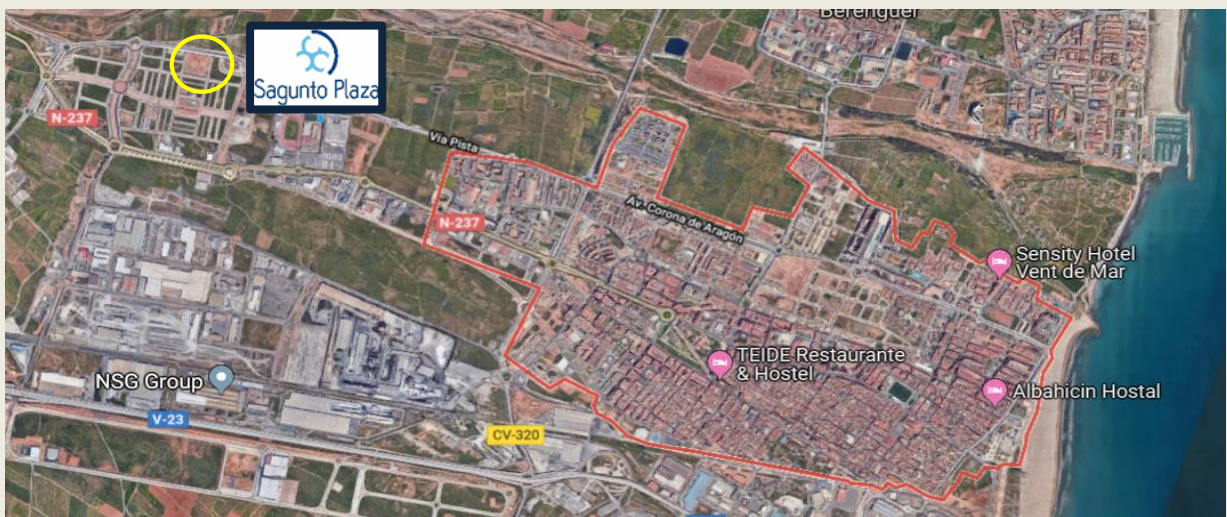 Berenguer
Sagunto Plaza
N-237
Vía Pista
Av. Corona de Aragón
N-237
Sensity Hotel
Vent de Mar
TEIDE Restaurante
& Hostel
NSG Group
Albahicin Hostal
V-23
CV-320